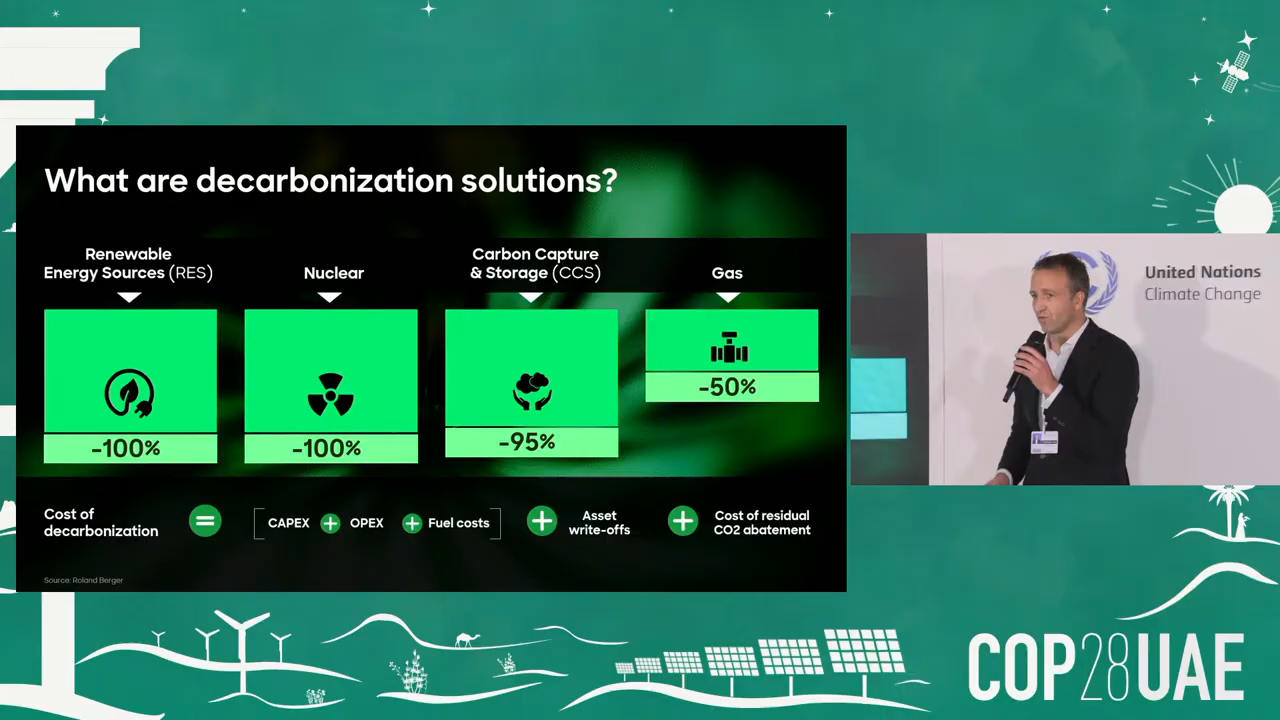 What are decarbonization solutions?
Renewable
Energy Sources (RES)
Nuclear
Carbon Capture
& Storage (CCS)
Gas
-100%
-100%
-95%
-50%
Cost of
decarbonization
=
CAPEX + OPEX + Fuel costs
+
Asset
write-offs
+
Cost of residual
CO2 abatement
Source: Roland Berger
United Nations
Climate Change
COP28UAE